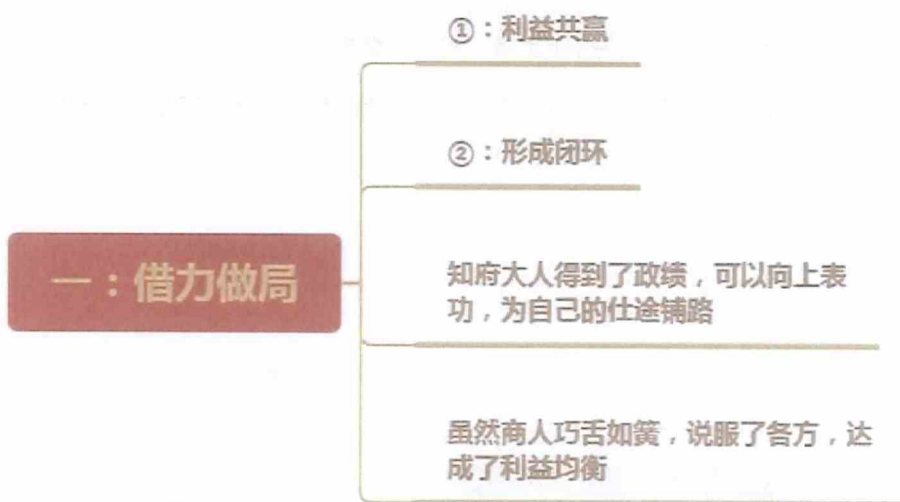 ①：利益共赢
②：形成闭环
一：借力做局
知府大人得到了政绩，可以向上表
功，为自己的仕途铺路
虽然商人巧舌如簧，说服了各方，达
成了利益均衡